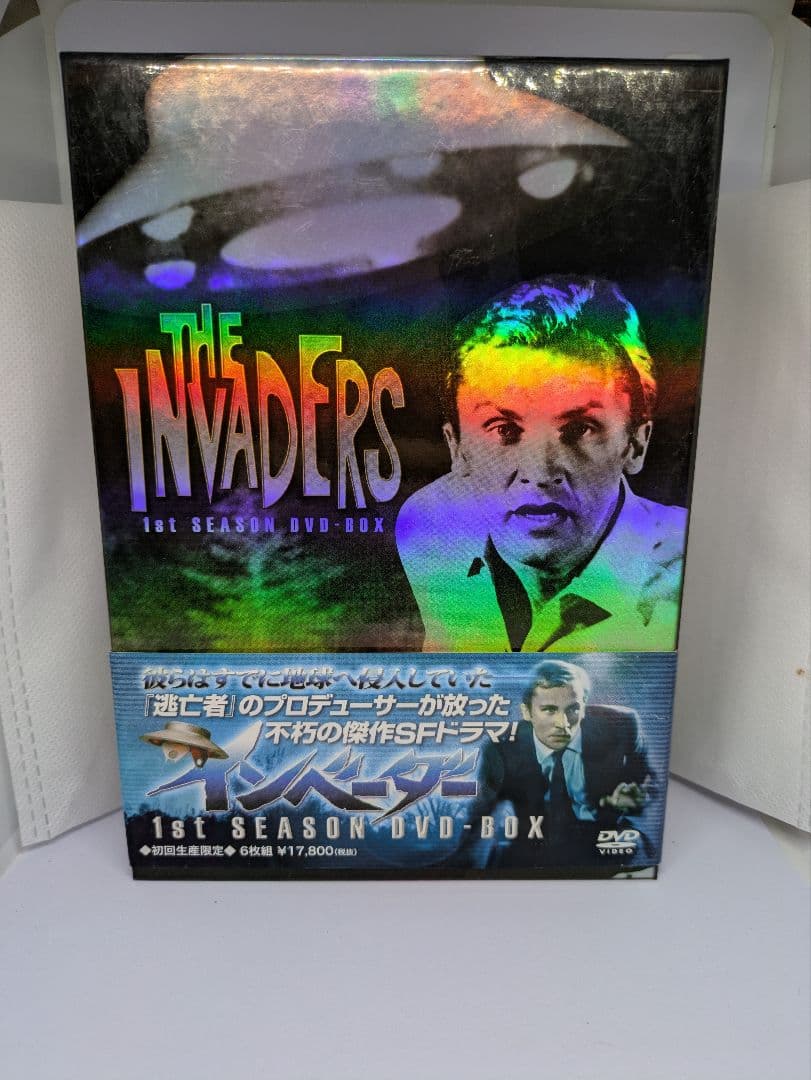 THE
INVADERS
1st SEASON DVD-BOX
彼らはすでに地球へ侵入していた
『逃亡者』のプロデューサーが放った
不朽の傑作SFドラマ!
インベーダー
1st SEASON DVD-BOX
◆初回生産限定◆ 6枚組 ¥17,800(税抜)
DVD
VIDEO